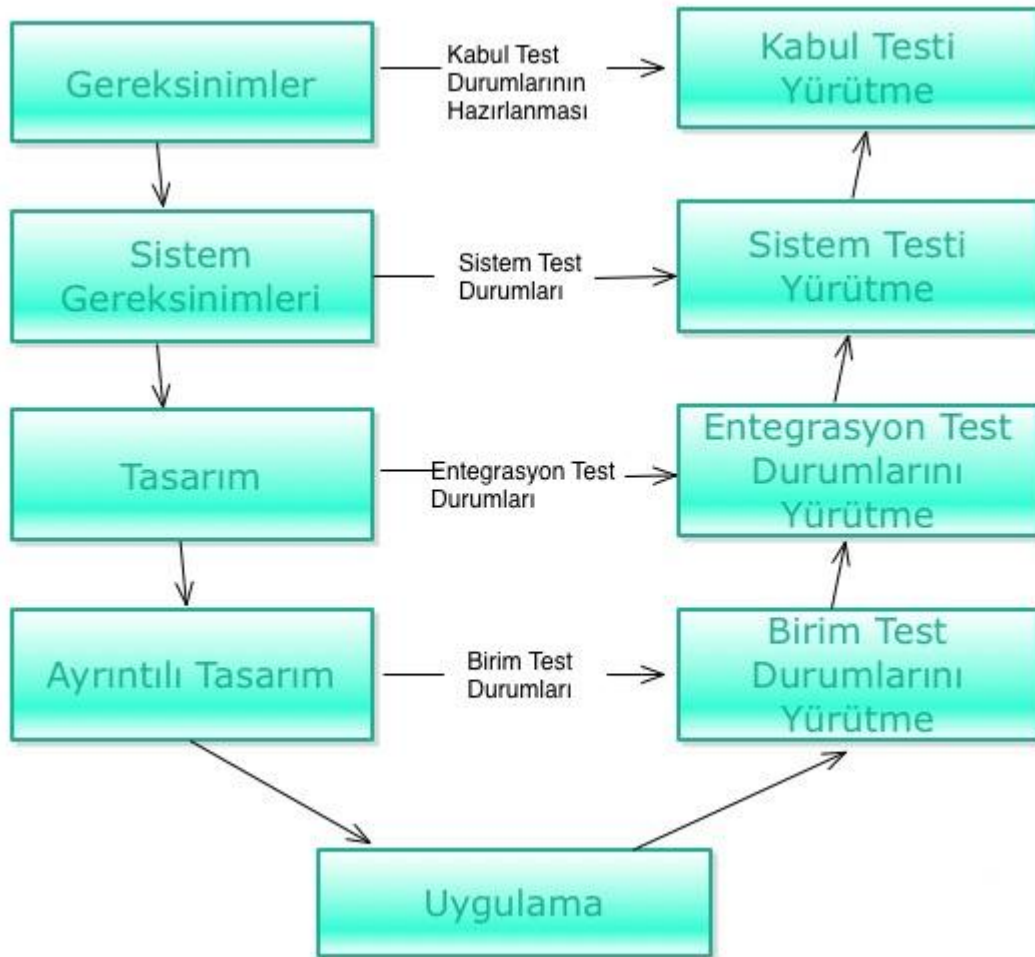 Gereksinimler
Kabul Test
Durumlarının
Hazırlanması
Kabul Testi
Yürütme
Sistem
Gereksinimleri
Sistem Test
Durumları
Sistem Testi
Yürütme
Tasarım
Entegrasyon Test
Durumları
Entegrasyon Test
Durumlarını
Yürütme
Ayrıntılı Tasarım
Birim Test
Durumları
Birim Test
Durumlarını
Yürütme
Uygulama